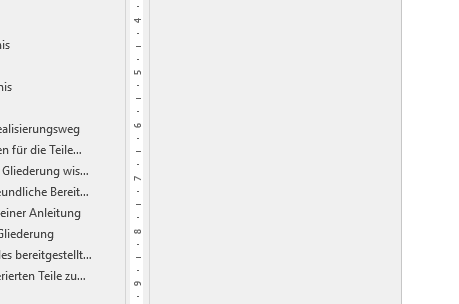 nis
nis
ealisierungsweg
en für die Teile...
Gliederung wis...
eundliche Bereit...
einer Anleitung
Gliederung
les bereitgestellt...
erierten Teile zu...
4
5
6
7
8
9